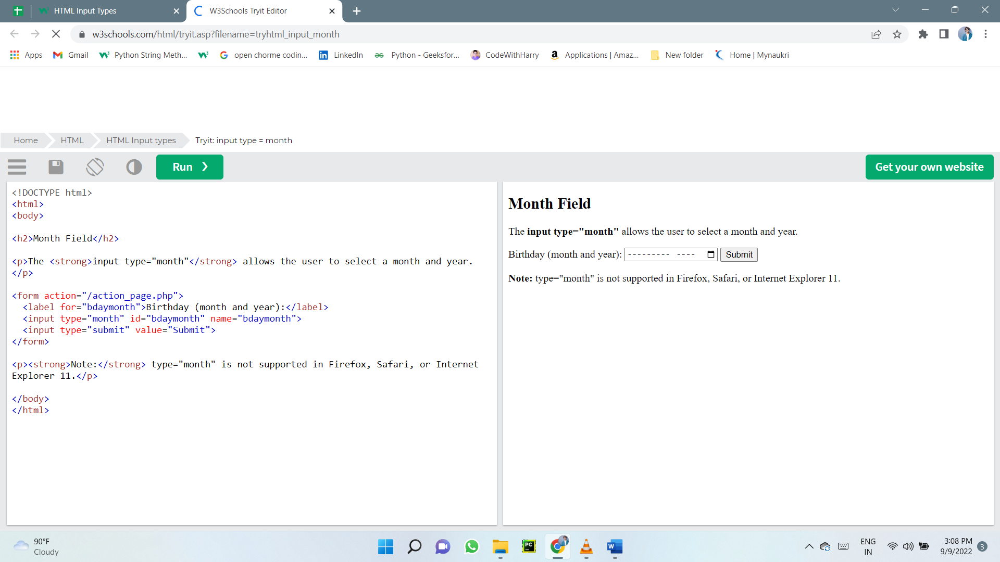 HTML Input Types
W3Schools Tryit Editor
w3schools.com/html/tryit.asp?filename=tryhtml_input_month
Apps
Gmail
Python String Meth...
open chorme codin...
LinkedIn
Python - Geeksfor...
CodeWithHarry
Applications | Amaz...
New folder
Home | Mynaukri
Home
HTML
HTML Input types
Tryit: input type = month
Run ❯
Get your own website
<!DOCTYPE html>
<html>
<body>
<h2>Month Field</h2>
<p>The <strong>input type="month"</strong> allows the user to select a month and year.
</p>
<form action="/action_page.php">
<label for="bdaymonth">Birthday (month and year):</label>
<input type="month" id="bdaymonth" name="bdaymonth">
<input type="submit" value="Submit">
</form>
<p><strong>Note:</strong> type="month" is not supported in Firefox, Safari, or Internet
Explorer 11.</p>
</body>
</html>
Month Field
The input type="month" allows the user to select a month and year.
Birthday (month and year): --------- ---- Submit
Note: type="month" is not supported in Firefox, Safari, or Internet Explorer 11.
90°F
Cloudy
PC
W
ENG
IN
3:08 PM
9/9/2022
3